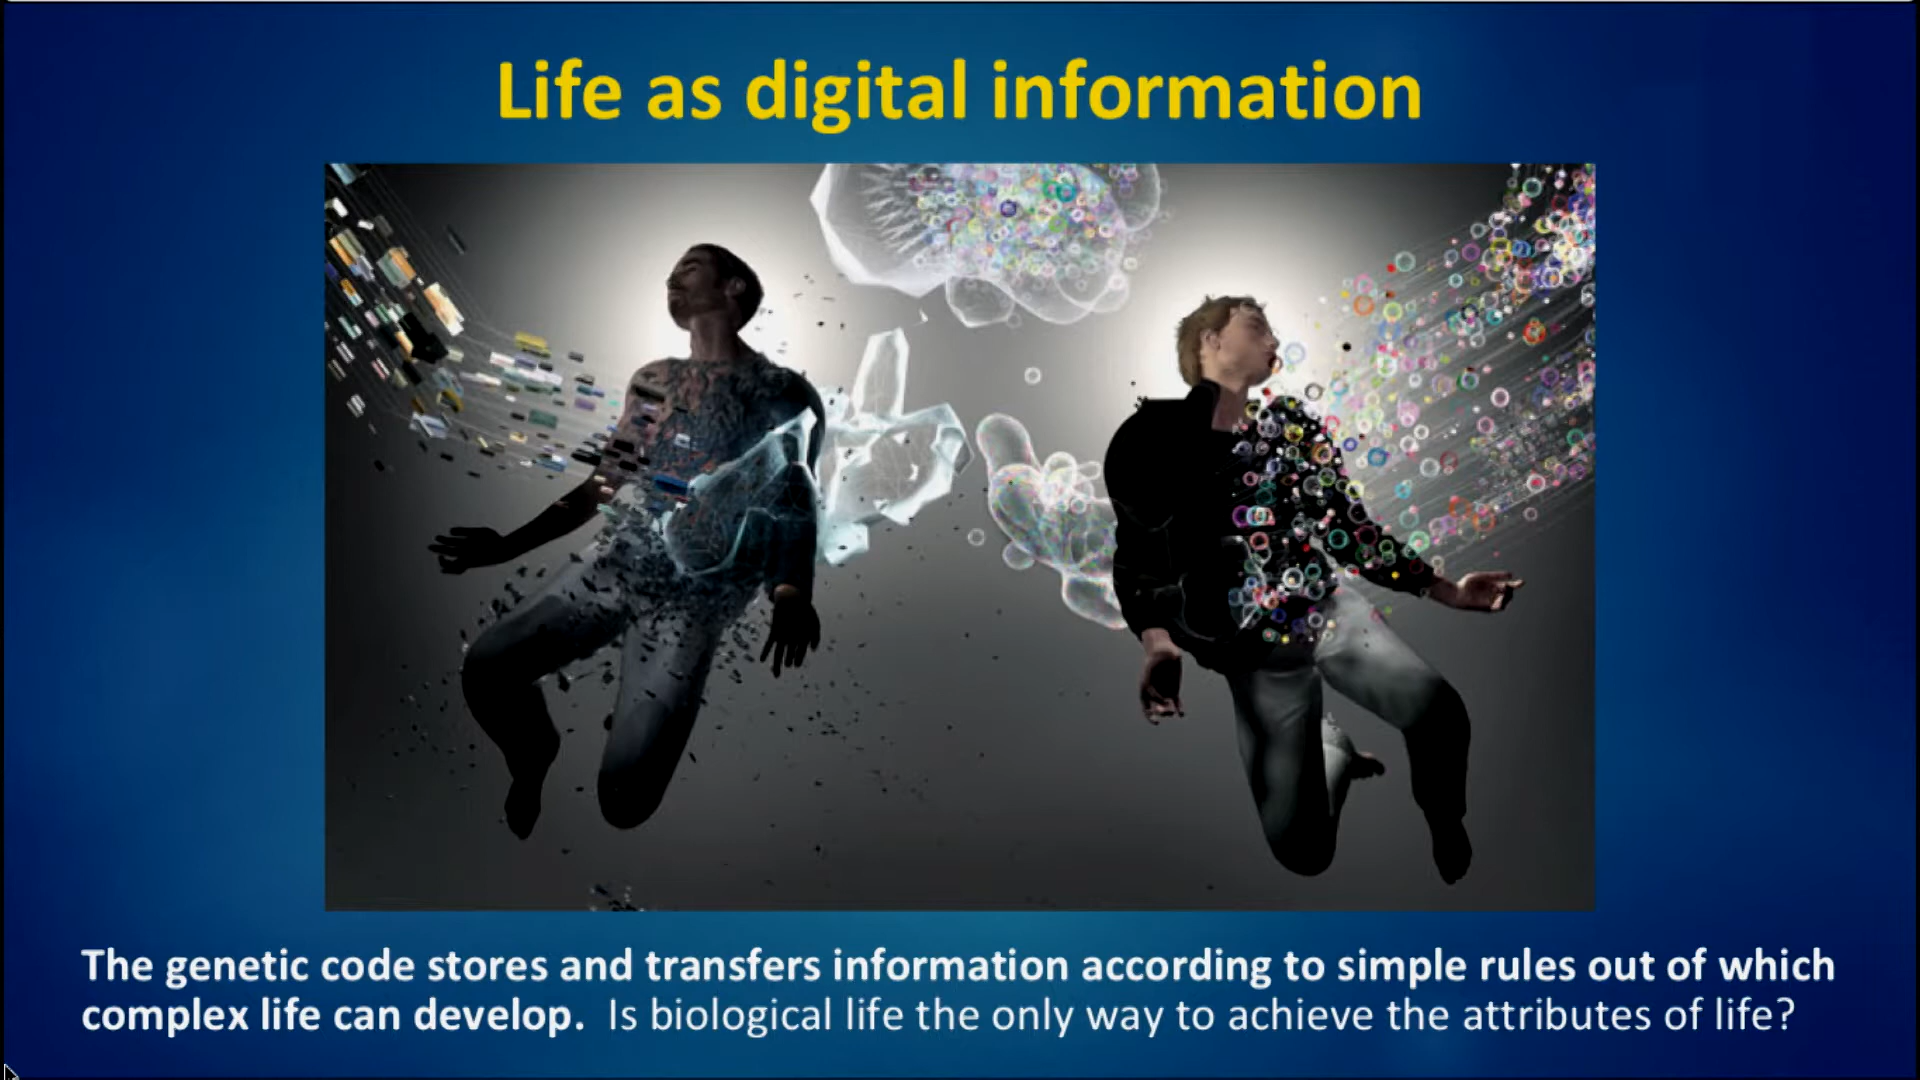 Life as digital information
The genetic code stores and transfers information according to simple rules out of which
complex life can develop. Is biological life the only way to achieve the attributes of life?